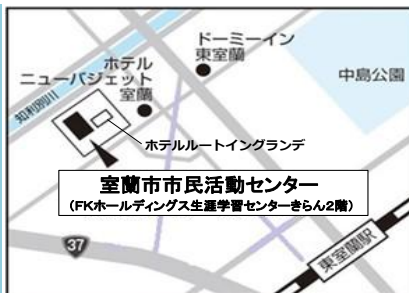 ドーミーイン
東室蘭
ホテル
ニューバジェット
室蘭
中島公園
知利別川
ホテルルートイングランデ
室蘭市市民活動センター
(FKホールディングス生涯学習センターきらん2階)
37
東室蘭駅